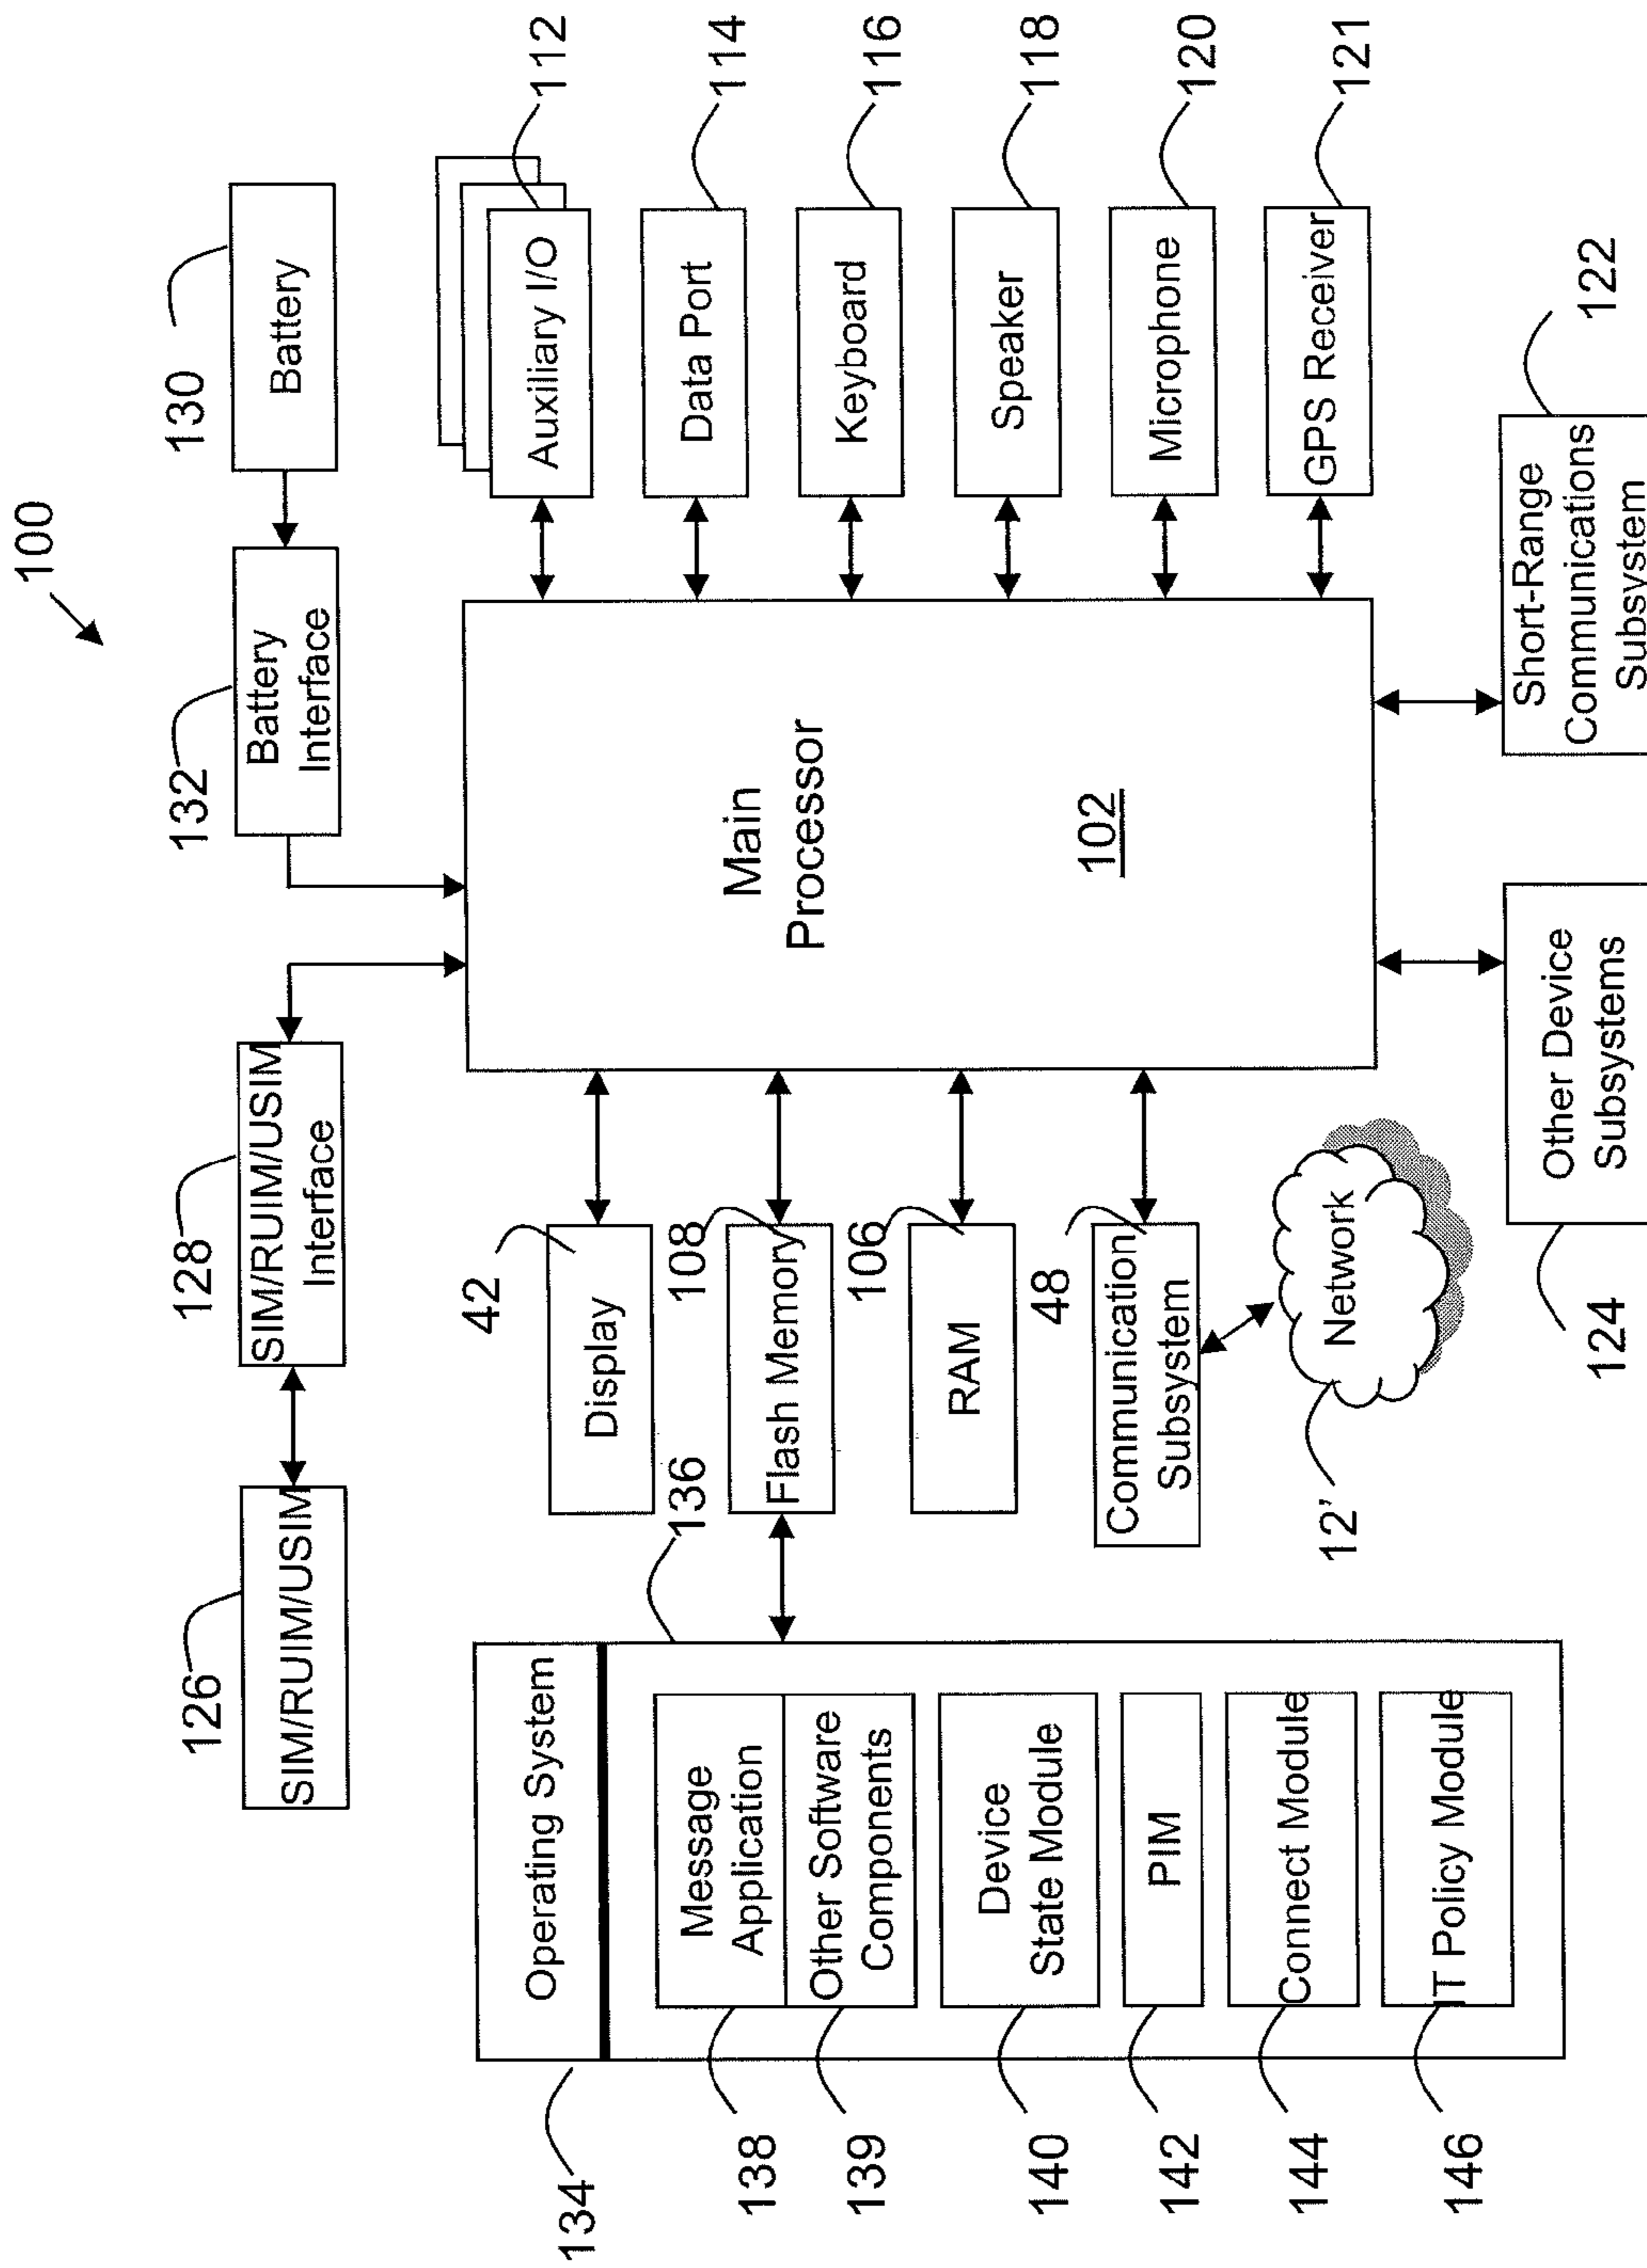 100
130
Battery
132
Battery
Interface
128
SIM/RUIM/USIM
Interface
126
SIM/RUIM/USIM
134
Operating System
136
138
Message
Application
139
Other Software
Components
140
Device
State Module
142
PIM
144
Connect Module
146
IT Policy Module
42
Display
108
Flash Memory
106
RAM
48
Communication
Subsystem
12’
Network
Main
Processor
102
Auxiliary I/O
112
Data Port
114
Keyboard
116
Speaker
118
Microphone
120
GPS Receiver
121
Other Device
Subsystems
124
Short-Range
Communications
Subsystem
122